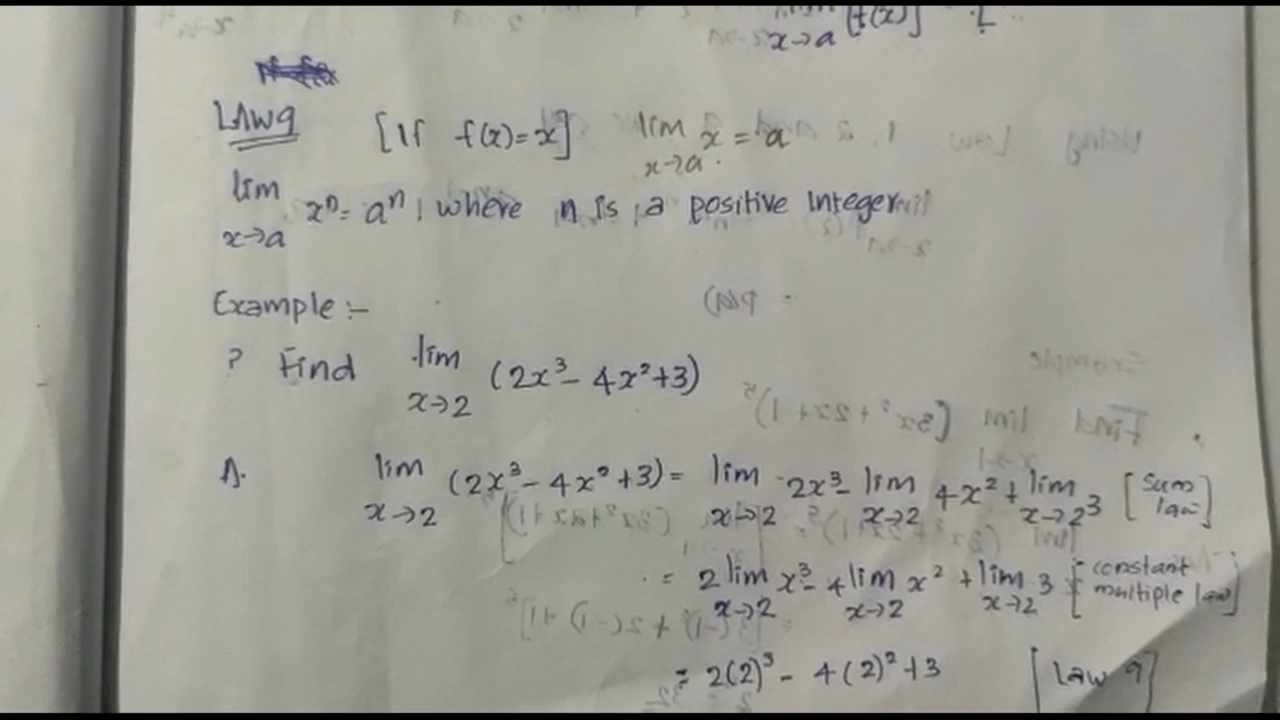 lim x→a [f(x)] = L
LAW 9 [If f(x)=x] lim x→a x = a
lim x→a xⁿ = aⁿ, where n is a positive integer
Example :-
? Find lim x→2 (2x³ - 4x² + 3)
A. lim x→2 (2x³ - 4x² + 3) = lim x→2 2x³ - lim x→2 4x² + lim x→2 3 [sum law]
= 2 lim x→2 x³ - 4 lim x→2 x² + lim x→2 3 [constant multiple law]
= 2(2)³ - 4(2)² + 3 [Law 9]